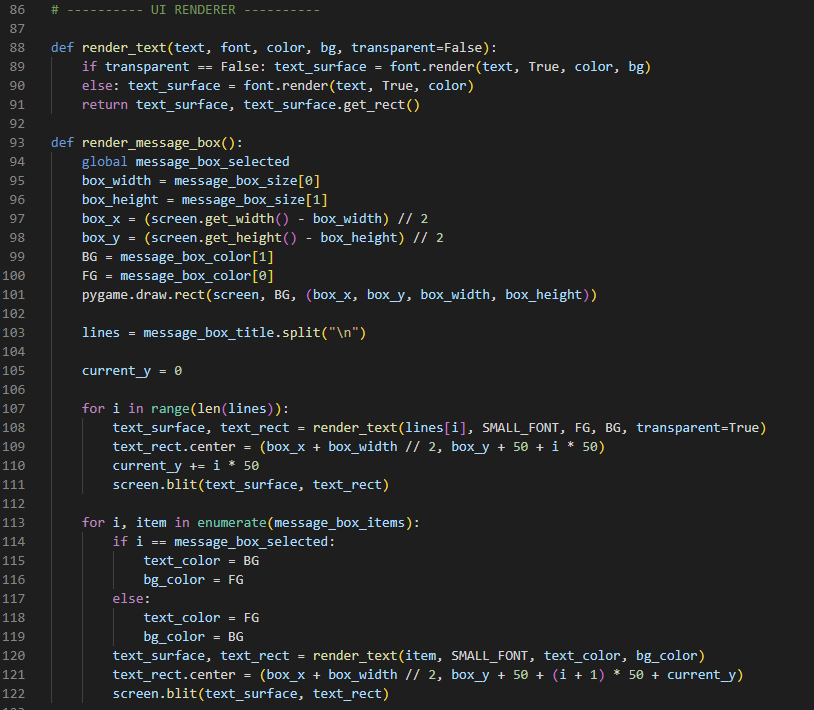 86 # ---------- UI RENDERER ----------
87
88 def render_text(text, font, color, bg, transparent=False):
89     if transparent == False: text_surface = font.render(text, True, color, bg)
90     else: text_surface = font.render(text, True, color)
91     return text_surface, text_surface.get_rect()
92
93 def render_message_box():
94     global message_box_selected
95     box_width = message_box_size[0]
96     box_height = message_box_size[1]
97     box_x = (screen.get_width() - box_width) // 2
98     box_y = (screen.get_height() - box_height) // 2
99     BG = message_box_color[1]
100     FG = message_box_color[0]
101     pygame.draw.rect(screen, BG, (box_x, box_y, box_width, box_height))
102
103     lines = message_box_title.split("\n")
104
105     current_y = 0
106
107     for i in range(len(lines)):
108         text_surface, text_rect = render_text(lines[i], SMALL_FONT, FG, BG, transparent=True)
109         text_rect.center = (box_x + box_width // 2, box_y + 50 + i * 50)
110         current_y += i * 50
111         screen.blit(text_surface, text_rect)
112
113     for i, item in enumerate(message_box_items):
114         if i == message_box_selected:
115             text_color = BG
116             bg_color = FG
117         else:
118             text_color = FG
119             bg_color = BG
120         text_surface, text_rect = render_text(item, SMALL_FONT, text_color, bg_color)
121         text_rect.center = (box_x + box_width // 2, box_y + 50 + (i + 1) * 50 + current_y)
122         screen.blit(text_surface, text_rect)